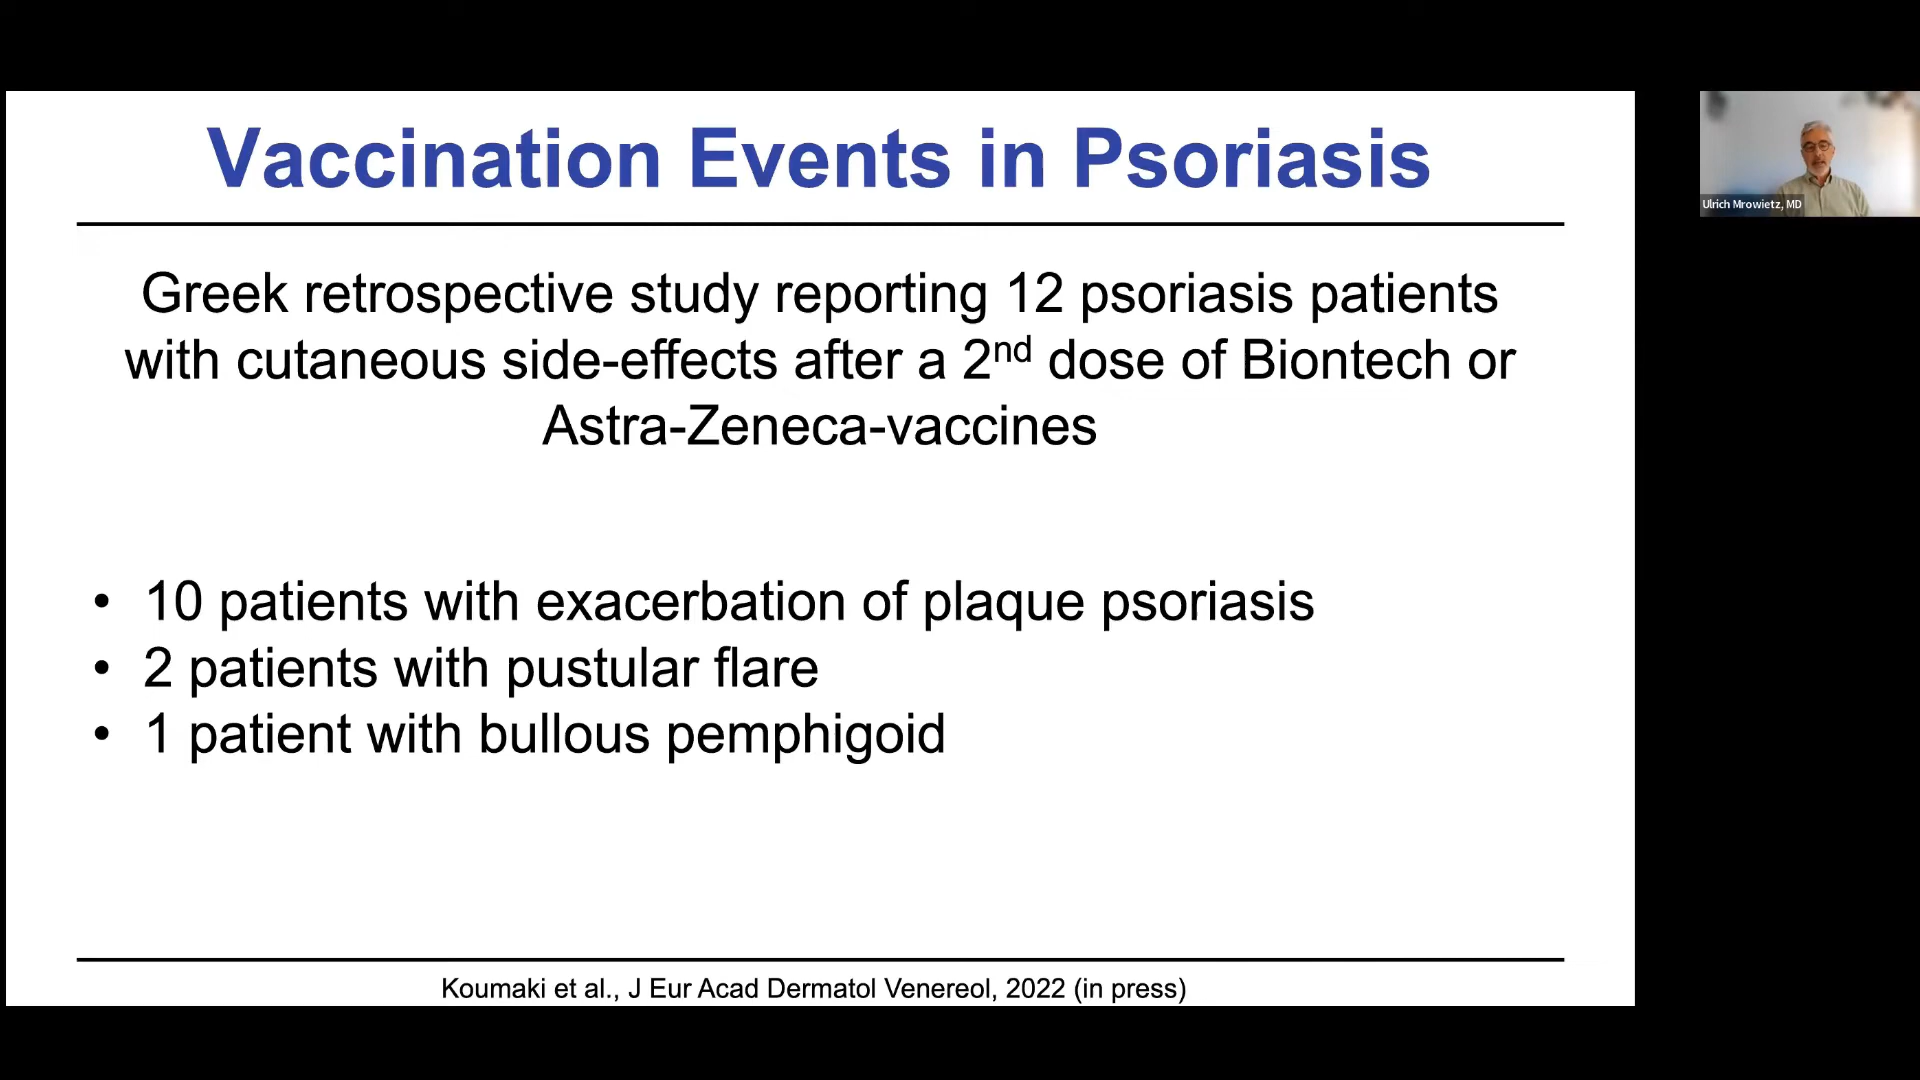 Vaccination Events in Psoriasis
Greek retrospective study reporting 12 psoriasis patients
with cutaneous side-effects after a 2nd dose of Biontech or
Astra-Zeneca-vaccines
• 10 patients with exacerbation of plaque psoriasis
• 2 patients with pustular flare
• 1 patient with bullous pemphigoid
Koumaki et al., J Eur Acad Dermatol Venereol, 2022 (in press)
Ulrich Mrowietz, MD